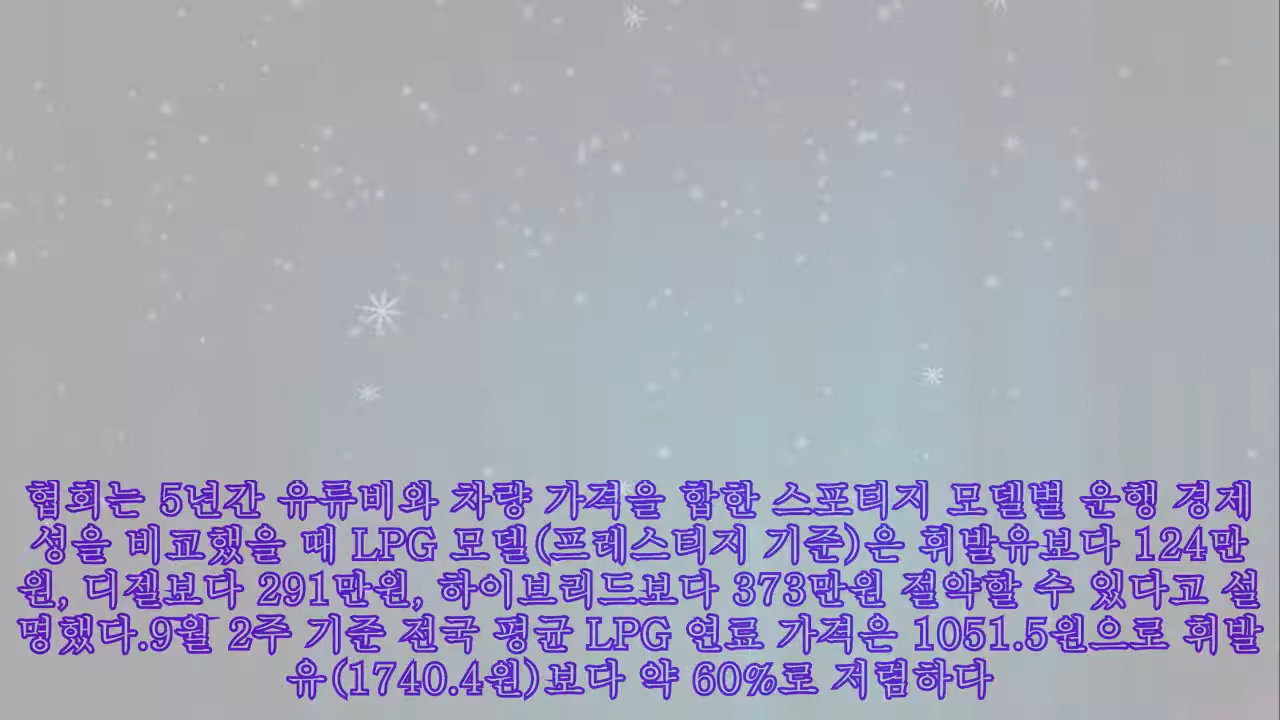 협회는 5년간 유류비와 차량 가격을 합한 스포티지 모델별 운행 경제
성을 비교했을 때 LPG 모델(프레스티지 기준)은 휘발유보다 124만
원, 디젤보다 291만원, 하이브리드보다 373만원 절약할 수 있다고 설
명했다.9월 2주 기준 전국 평균 LPG 연료 가격은 1051.5원으로 휘발
유(1740.4원)보다 약 60%로 저렴하다